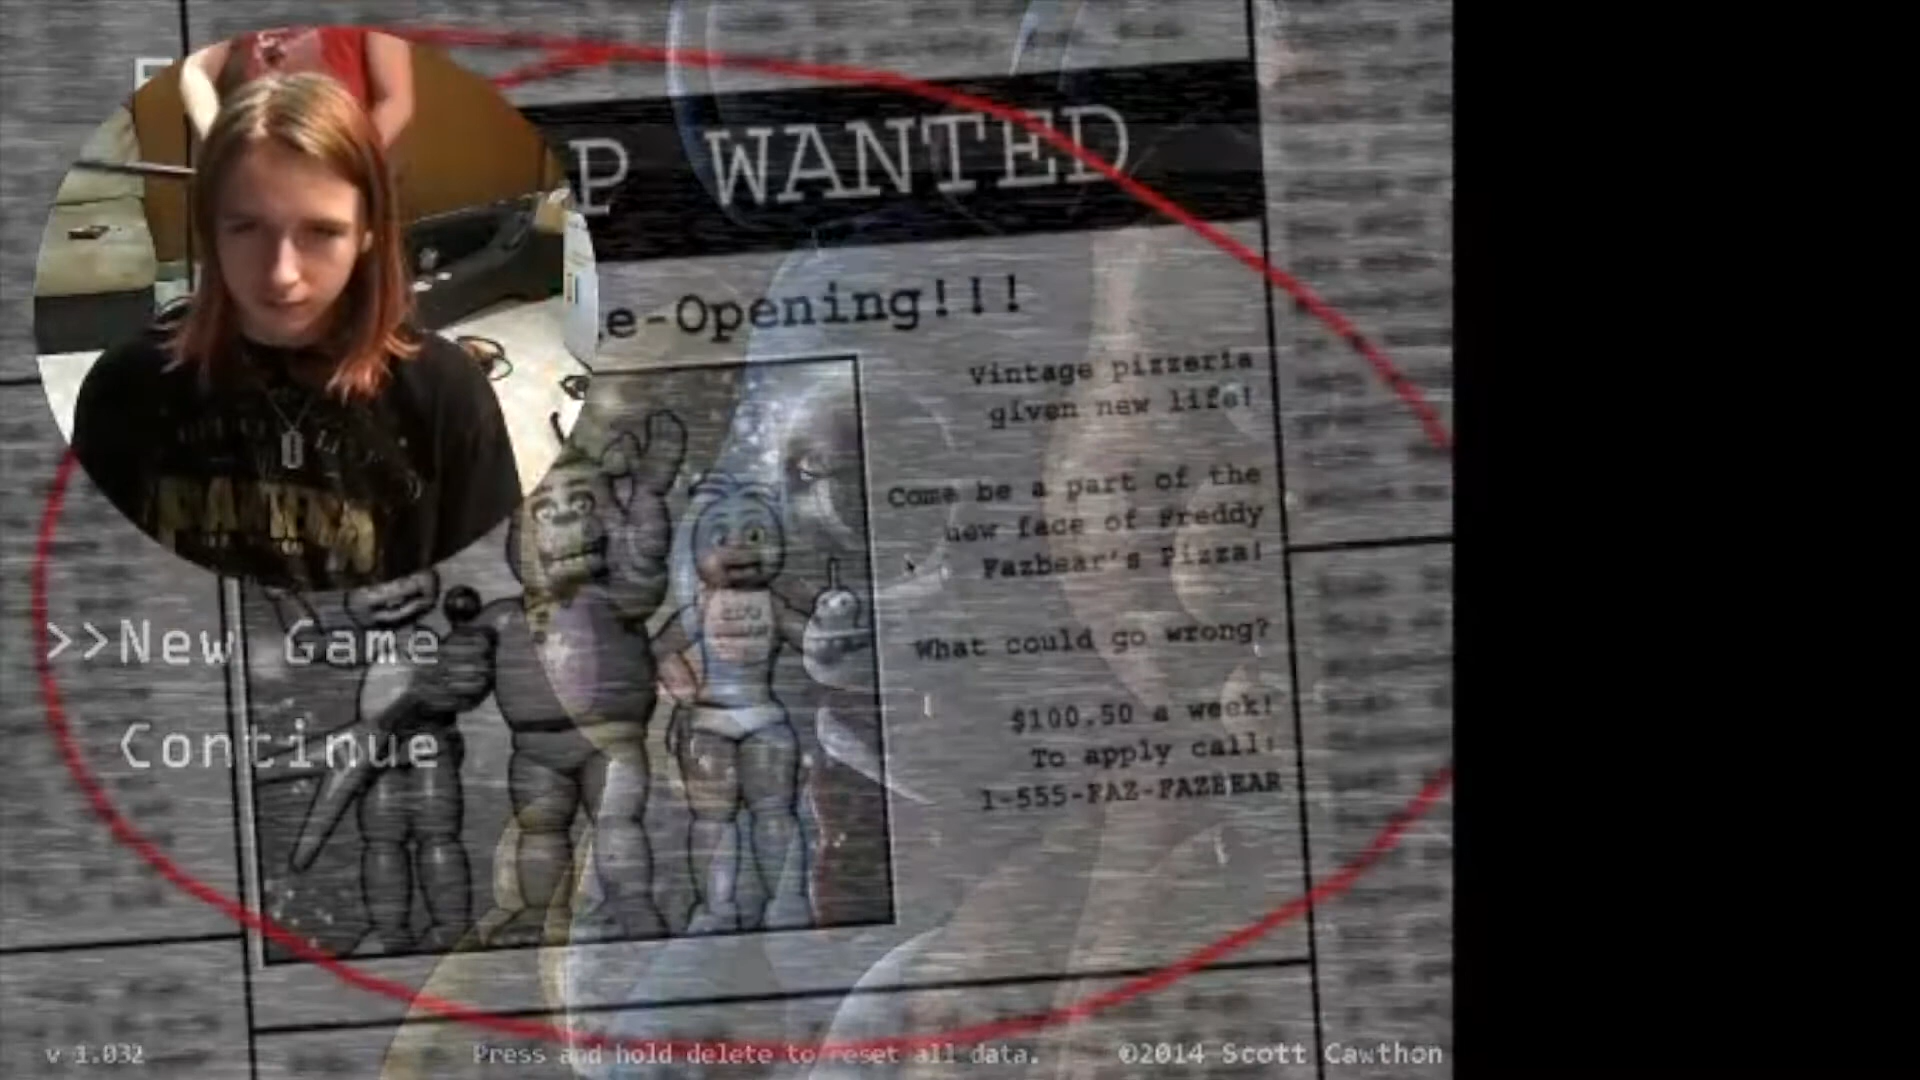 P WANTED
e-Opening!!!
Vintage pizzeria
given new life!
Come be a part of the
new face of Freddy
Fazbear's Pizza!
What could go wrong?
$100.50 a week!
To apply call:
1-555-FAZ-FAZBEAR
>>New Game
Continue
v 1.032
Press and hold delete to reset all data.
©2014 Scott Cawthon